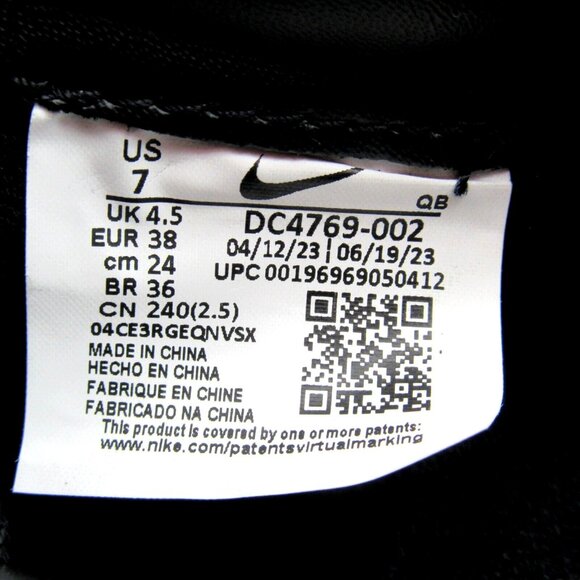 US
7
QB
UK 4.5
EUR 38
cm 24
BR 36
CN 240(2.5)
DC4769-002
04/12/23 | 06/19/23
UPC 00196969050412
04CE3RGEQNVSX
MADE IN CHINA
HECHO EN CHINA
FABRIQUE EN CHINE
FABRICADO NA CHINA
This product is covered by one or more patents:
www.nike.com/patentsvirtualmarking